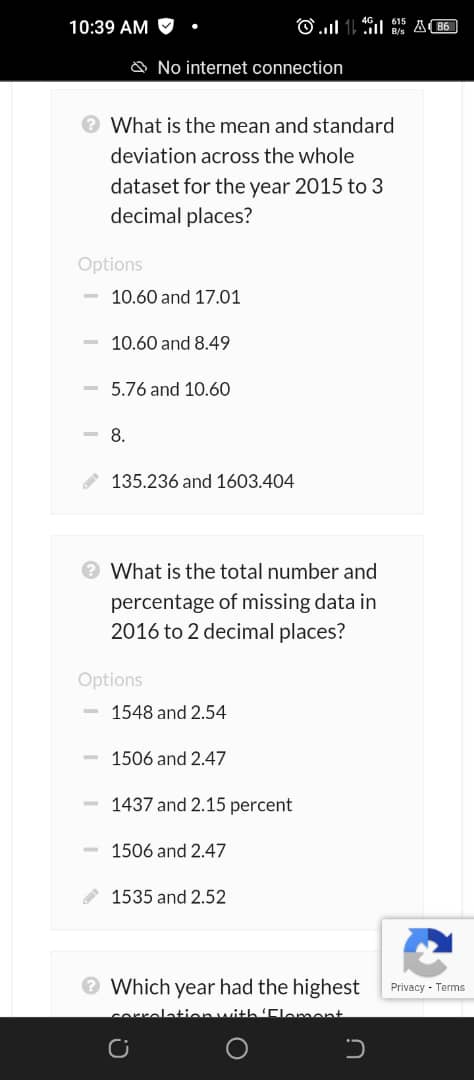 10:39 AM
4G 615 B/s 86
No internet connection
What is the mean and standard
deviation across the whole
dataset for the year 2015 to 3
decimal places?
Options
10.60 and 17.01
10.60 and 8.49
5.76 and 10.60
8.
135.236 and 1603.404
What is the total number and
percentage of missing data in
2016 to 2 decimal places?
Options
1548 and 2.54
1506 and 2.47
1437 and 2.15 percent
1506 and 2.47
1535 and 2.52
Which year had the highest
correlation with 'Element
Privacy - Terms